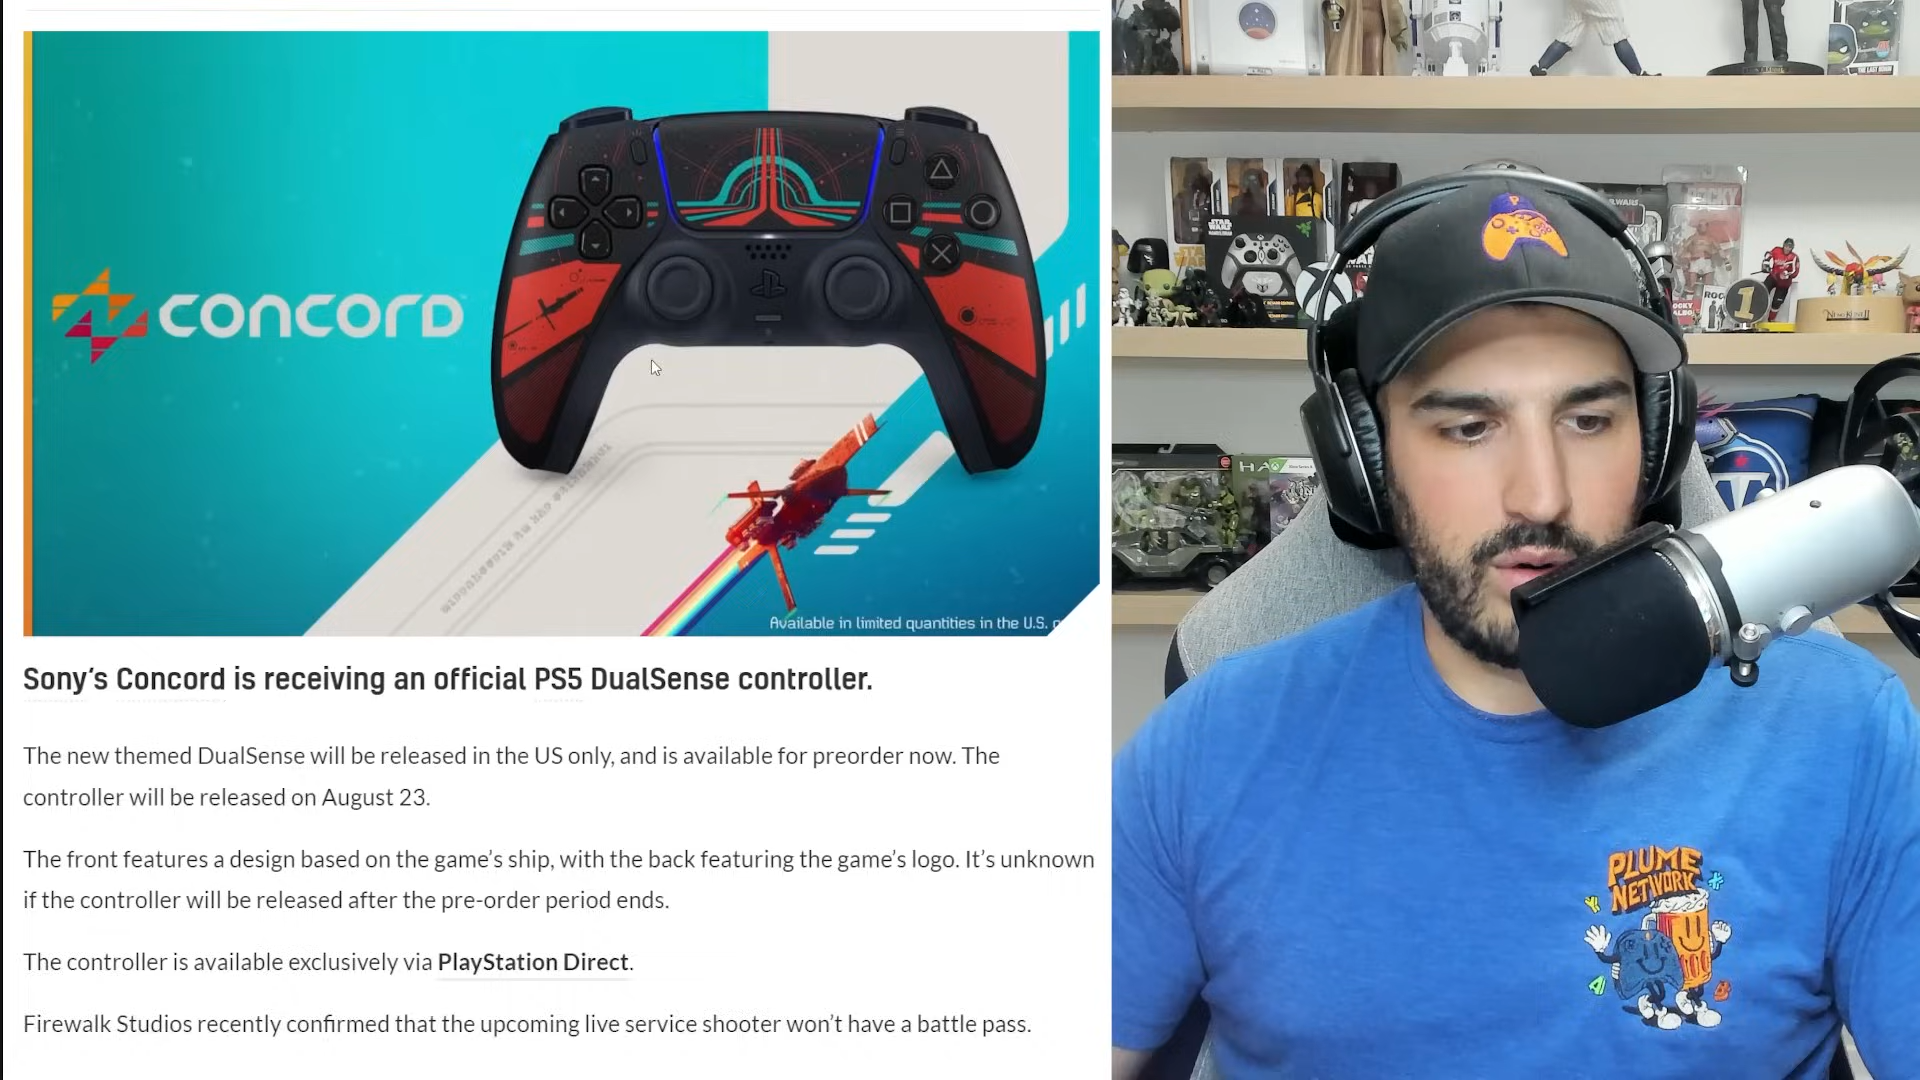 CONCORD
Available in limited quantities in the U.S.
Sony's Concord is receiving an official PS5 DualSense controller.
The new themed DualSense will be released in the US only, and is available for preorder now. The
controller will be released on August 23.
The front features a design based on the game's ship, with the back featuring the game's logo. It's unknown
if the controller will be released after the pre-order period ends.
The controller is available exclusively via PlayStation Direct.
Firewalk Studios recently confirmed that the upcoming live service shooter won't have a battle pass.
STAR
WARS
ROCKY
1
P
PLUME
NETWORK
Y
X
A
B